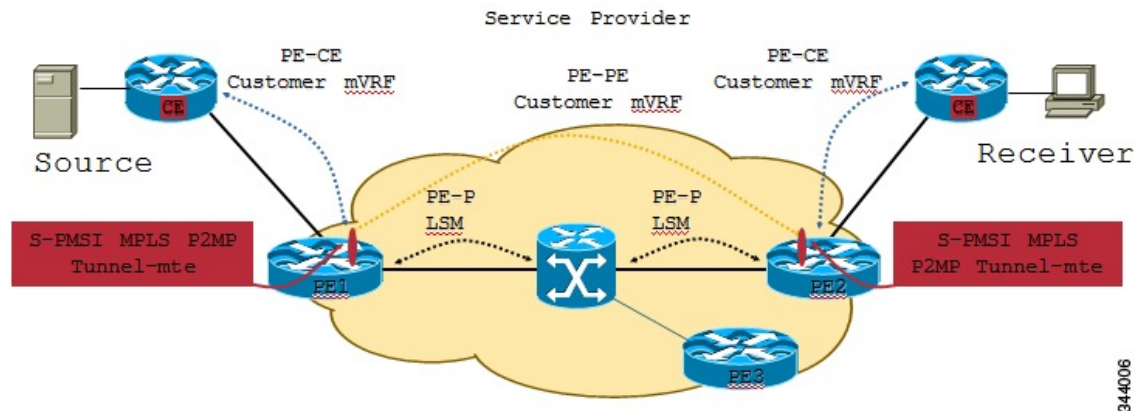 Service Provider
PE-CE
Customer mVRF
PE-PE
Customer mVRF
PE-CE
Customer mVRF
CE
CE
Source
Receiver
PE-P
LSM
PE-P
LSM
S-PMSI MPLS P2MP
Tunnel-mte
S-PMSI MPLS
P2MP Tunnel-mte
PE1
PE2
PE3
344006